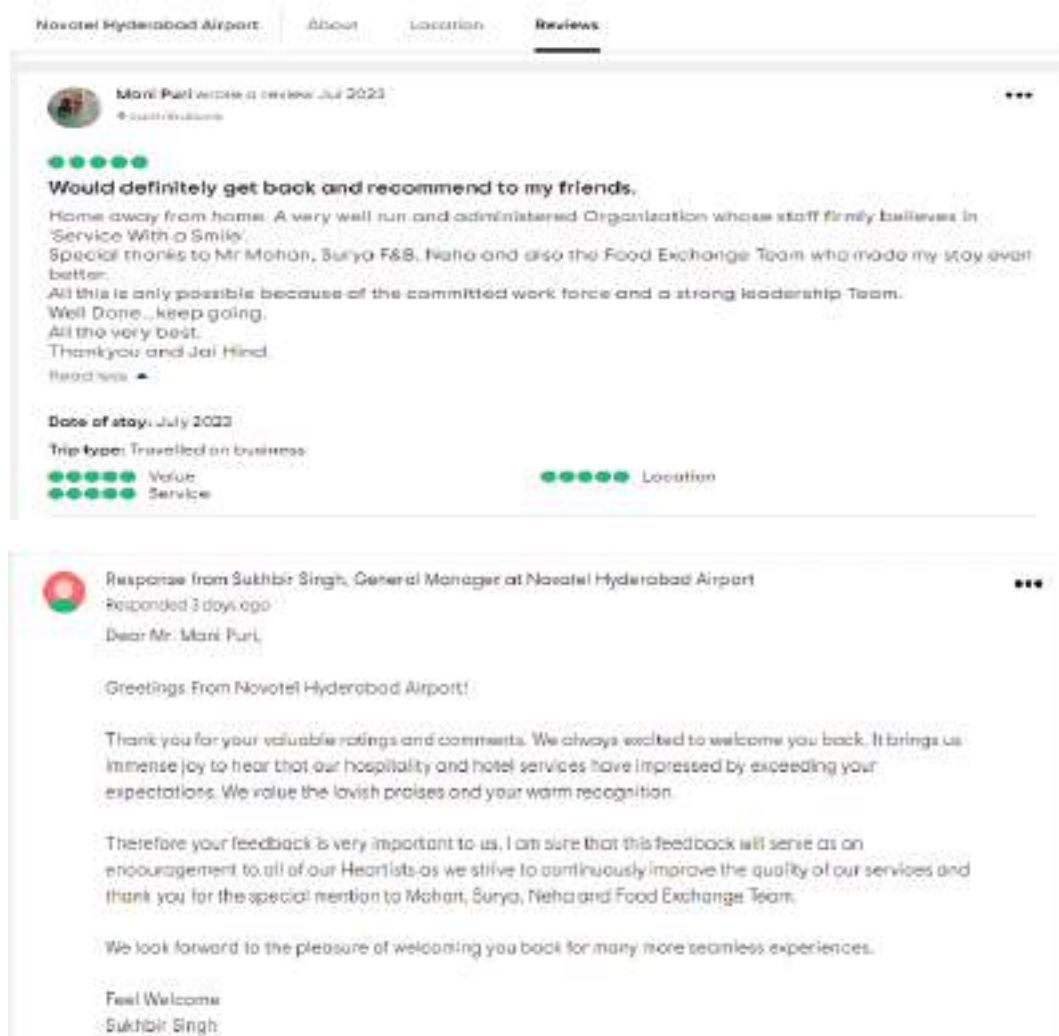 Novotel Hyderabad Airport About Location Reviews
Mani Puri wrote a review Jul 2023
contributions
Would definitely get back and recommend to my friends.
Home away from home. A very well run and administered Organization whose staff firmly believes in
'Service With a Smile'.
Special thanks to Mr Mohan, Surya F&B, Neha and also the Food Exchange Team who made my stay even
better.
All this is only possible because of the committed work force and a strong leadership Team.
Well Done...keep going.
All the very best.
Thankyou and Jai Hind.
Read less
Date of stay: July 2023
Trip type: Travelled on business
Value Location
Service
Response from Sukhbir Singh, General Manager at Novotel Hyderabad Airport
Responded 3 days ago
Dear Mr. Mani Puri,
Greetings From Novotel Hyderabad Airport!
Thank you for your valuable ratings and comments. We always excited to welcome you back. It brings us
immense joy to hear that our hospitality and hotel services have impressed by exceeding your
expectations. We value the lavish praises and your warm recognition.
Therefore your feedback is very important to us. I am sure that this feedback will serve as an
encouragement to all of our Heartists as we strive to continuously improve the quality of our services and
thank you for the special mention to Mohan, Surya, Neha and Food Exchange Team.
We look forward to the pleasure of welcoming you back for many more seamless experiences.
Feel Welcome
Sukhbir Singh